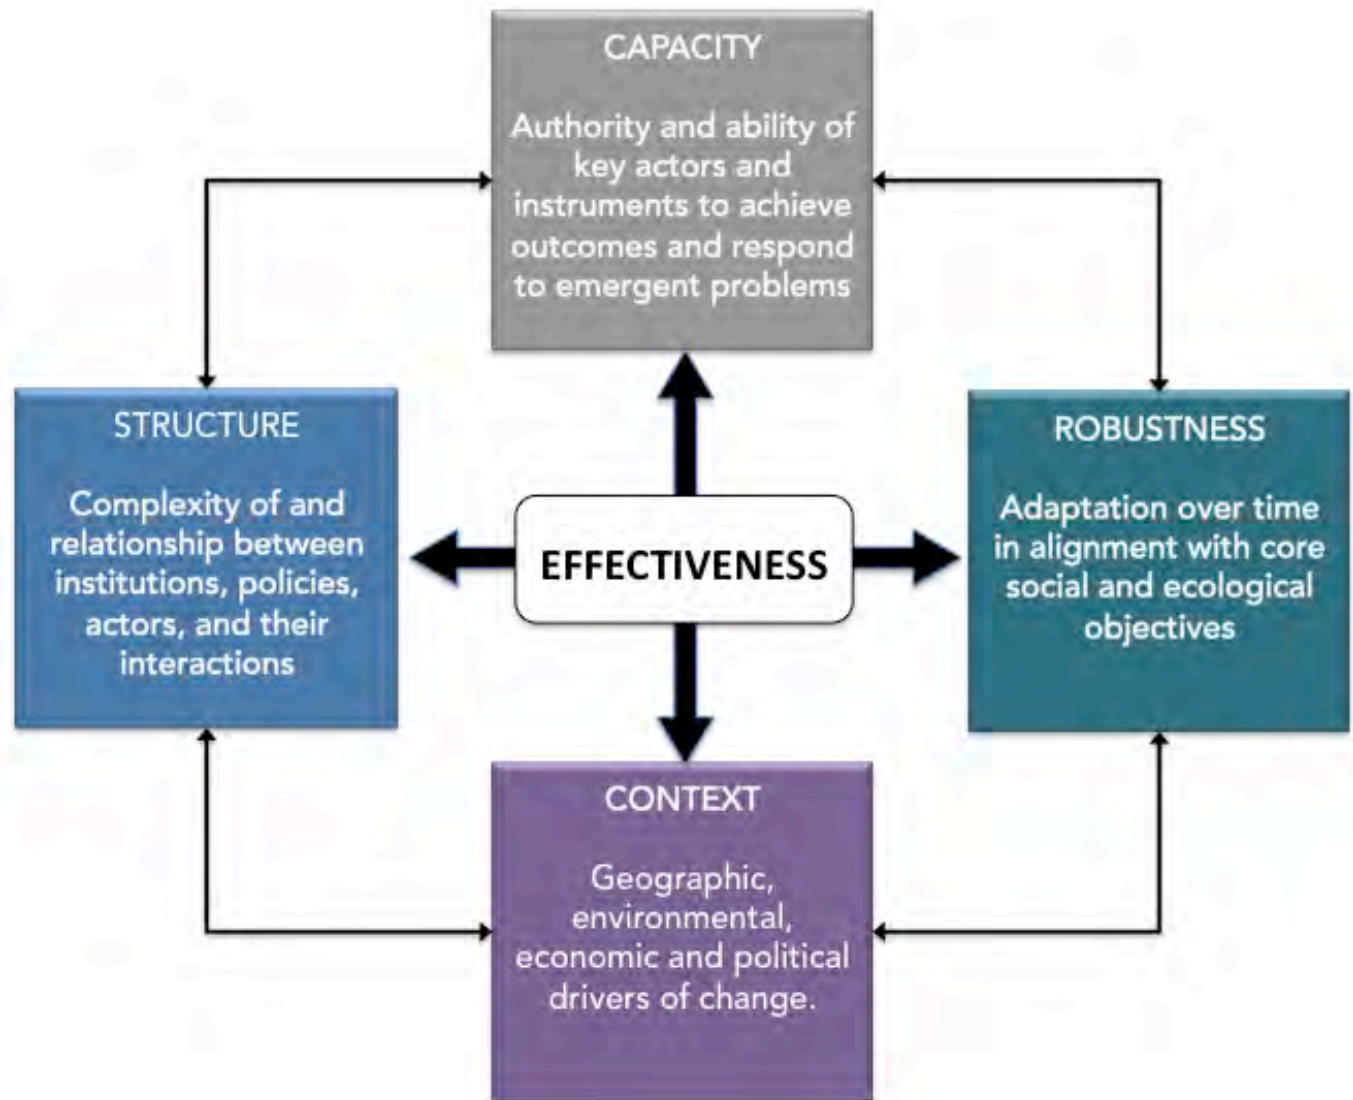 CAPACITY
Authority and ability of
key actors and
instruments to achieve
outcomes and respond
to emergent problems
STRUCTURE
Complexity of and
relationship between
institutions, policies,
actors, and their
interactions
EFFECTIVENESS
ROBUSTNESS
Adaptation over time
in alignment with core
social and ecological
objectives
CONTEXT
Geographic,
environmental,
economic and political
drivers of change.